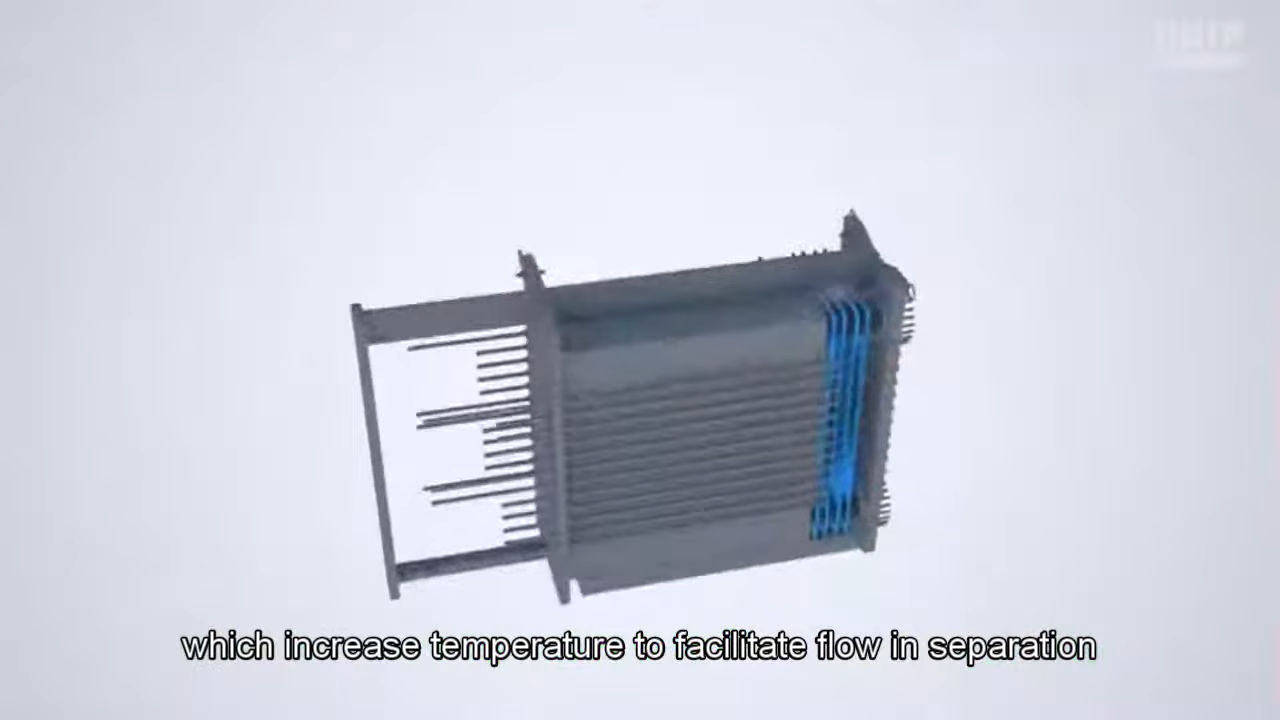 which increase temperature to facilitate flow in separation